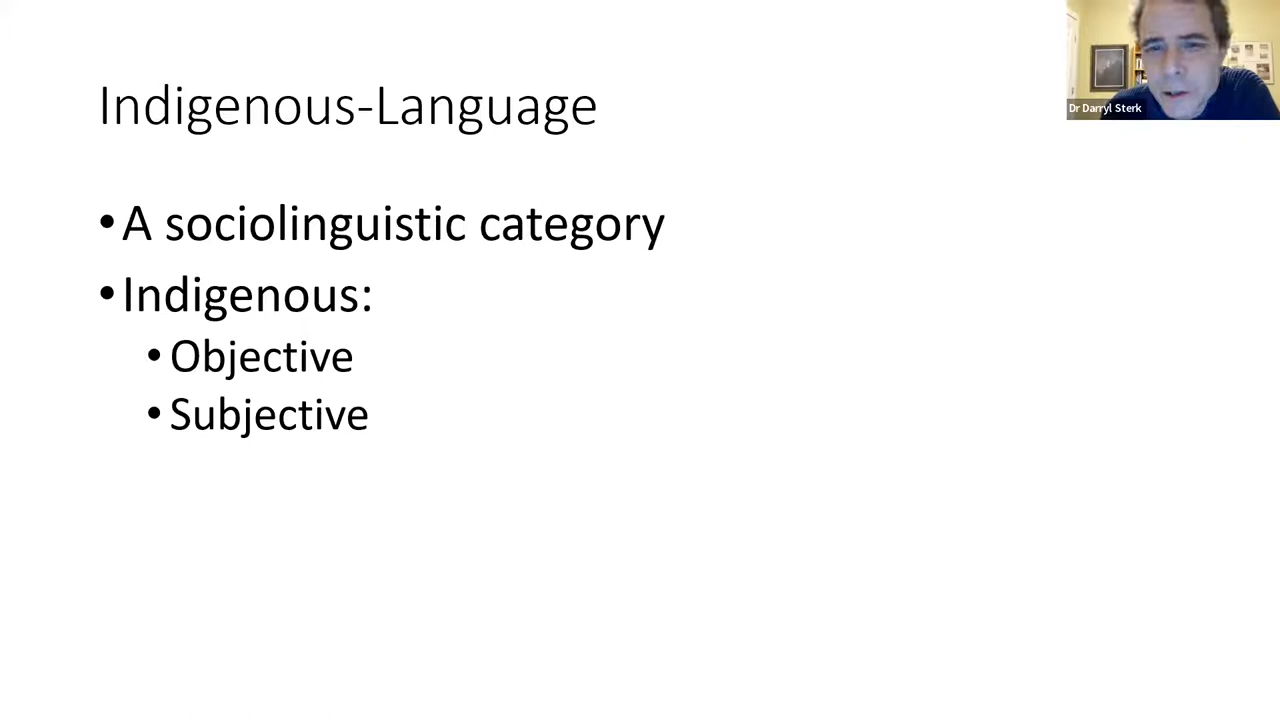 Indigenous-Language
Dr Darryl Sterk
•A sociolinguistic category
•Indigenous:
•Objective
•Subjective